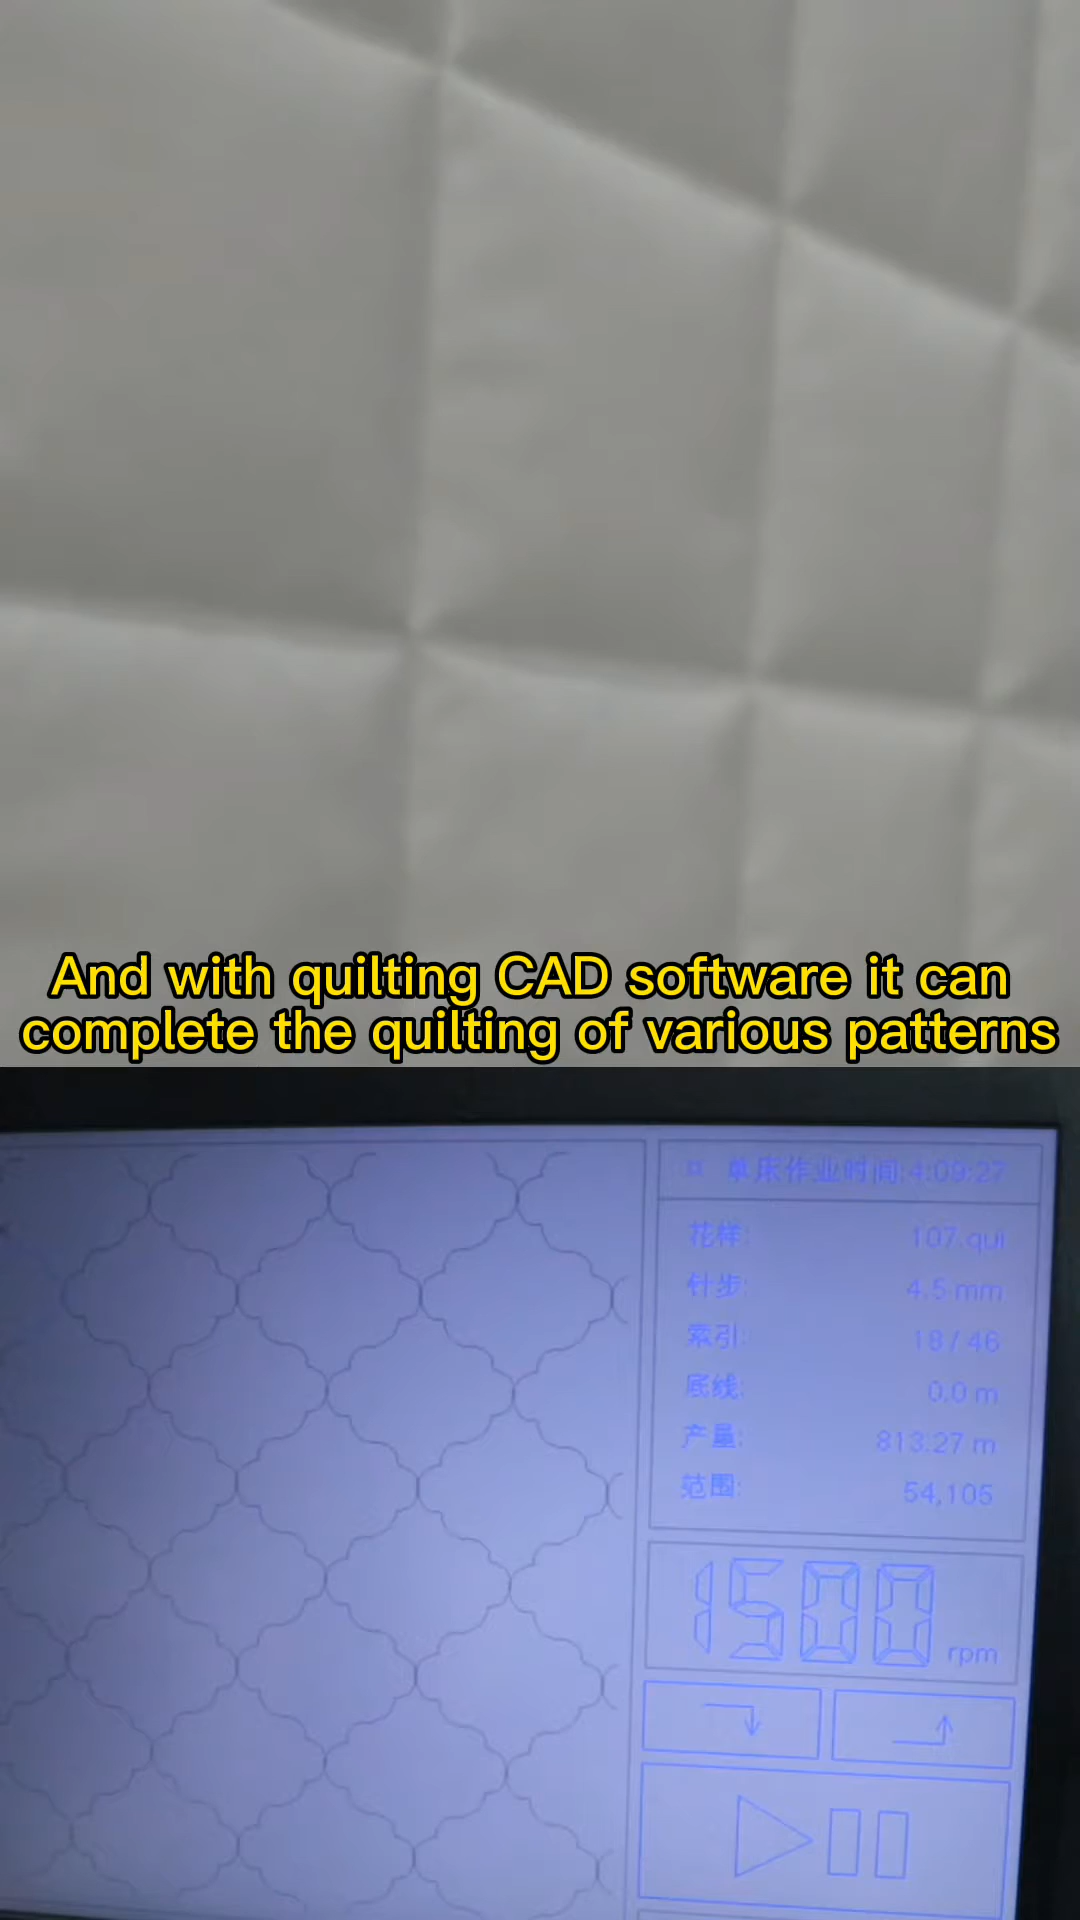 And with quilting CAD software it can
complete the quilting of various patterns
单床作业时间 4:09:27
花样: 107.qui
针步: 4.5 mm
索引: 18 / 46
底线: 0.0 m
产量: 813.27 m
范围: 54,105
1500 rpm